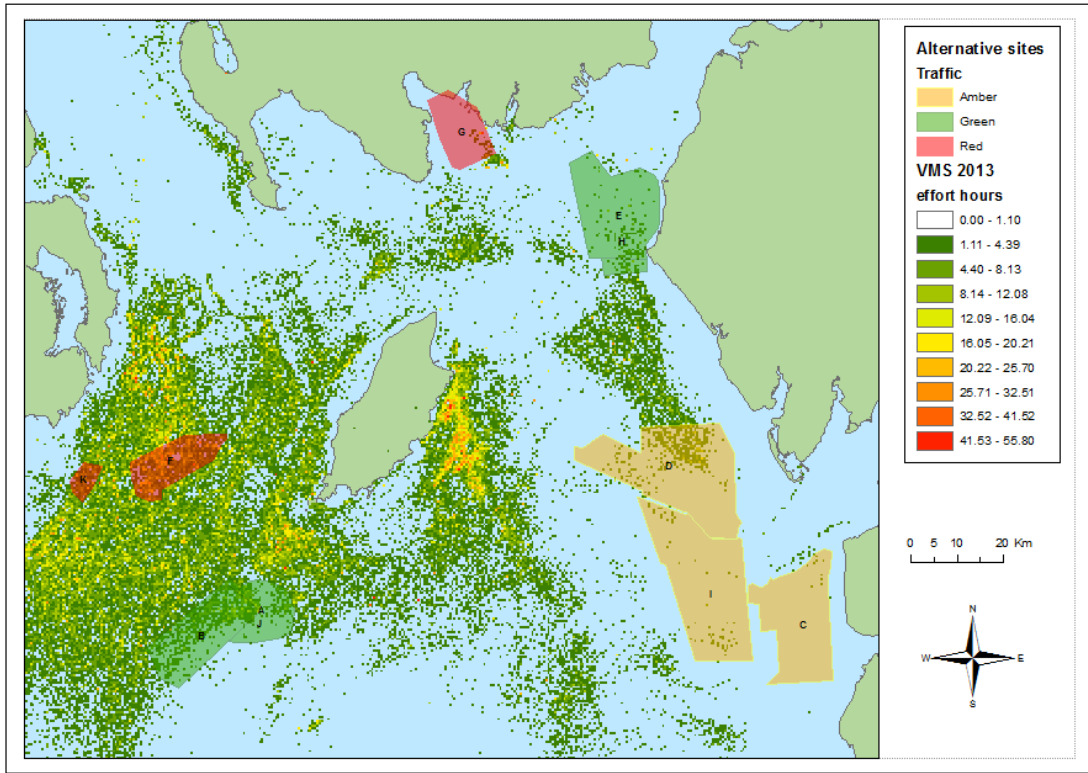 G
E
H
F
K
D
A
J
B
I
C
Alternative sites
Traffic
Amber
Green
Red
VMS 2013
effort hours
0.00 - 1.10
1.11 - 4.39
4.40 - 8.13
8.14 - 12.08
12.09 - 16.04
16.05 - 20.21
20.22 - 25.70
25.71 - 32.51
32.52 - 41.52
41.53 - 55.80
0 5 10 20 Km
N
W E
S